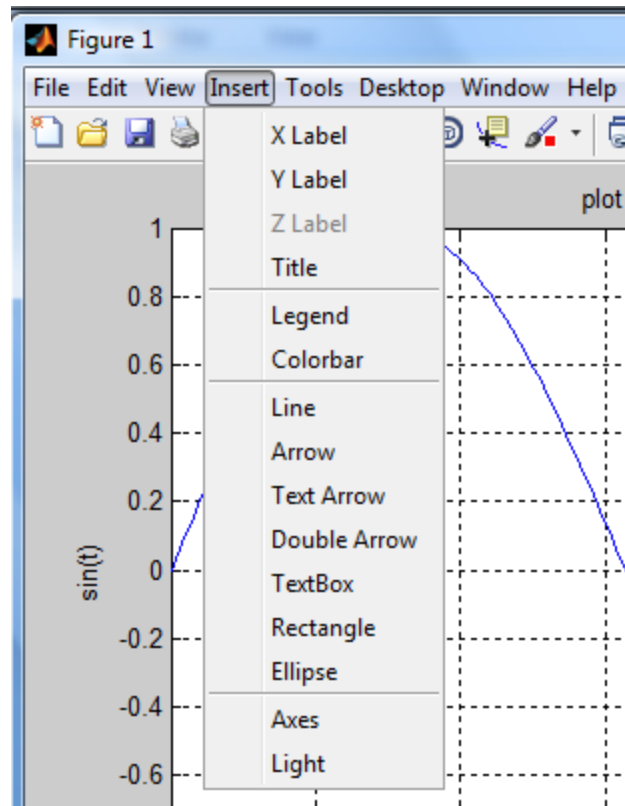 Figure 1
File Edit View Insert Tools Desktop Window Help
X Label
Y Label
Z Label
Title
Legend
Colorbar
Line
Arrow
Text Arrow
Double Arrow
TextBox
Rectangle
Ellipse
Axes
Light
plot
1
0.8
0.6
0.4
0.2
0
-0.2
-0.4
-0.6
sin(t)